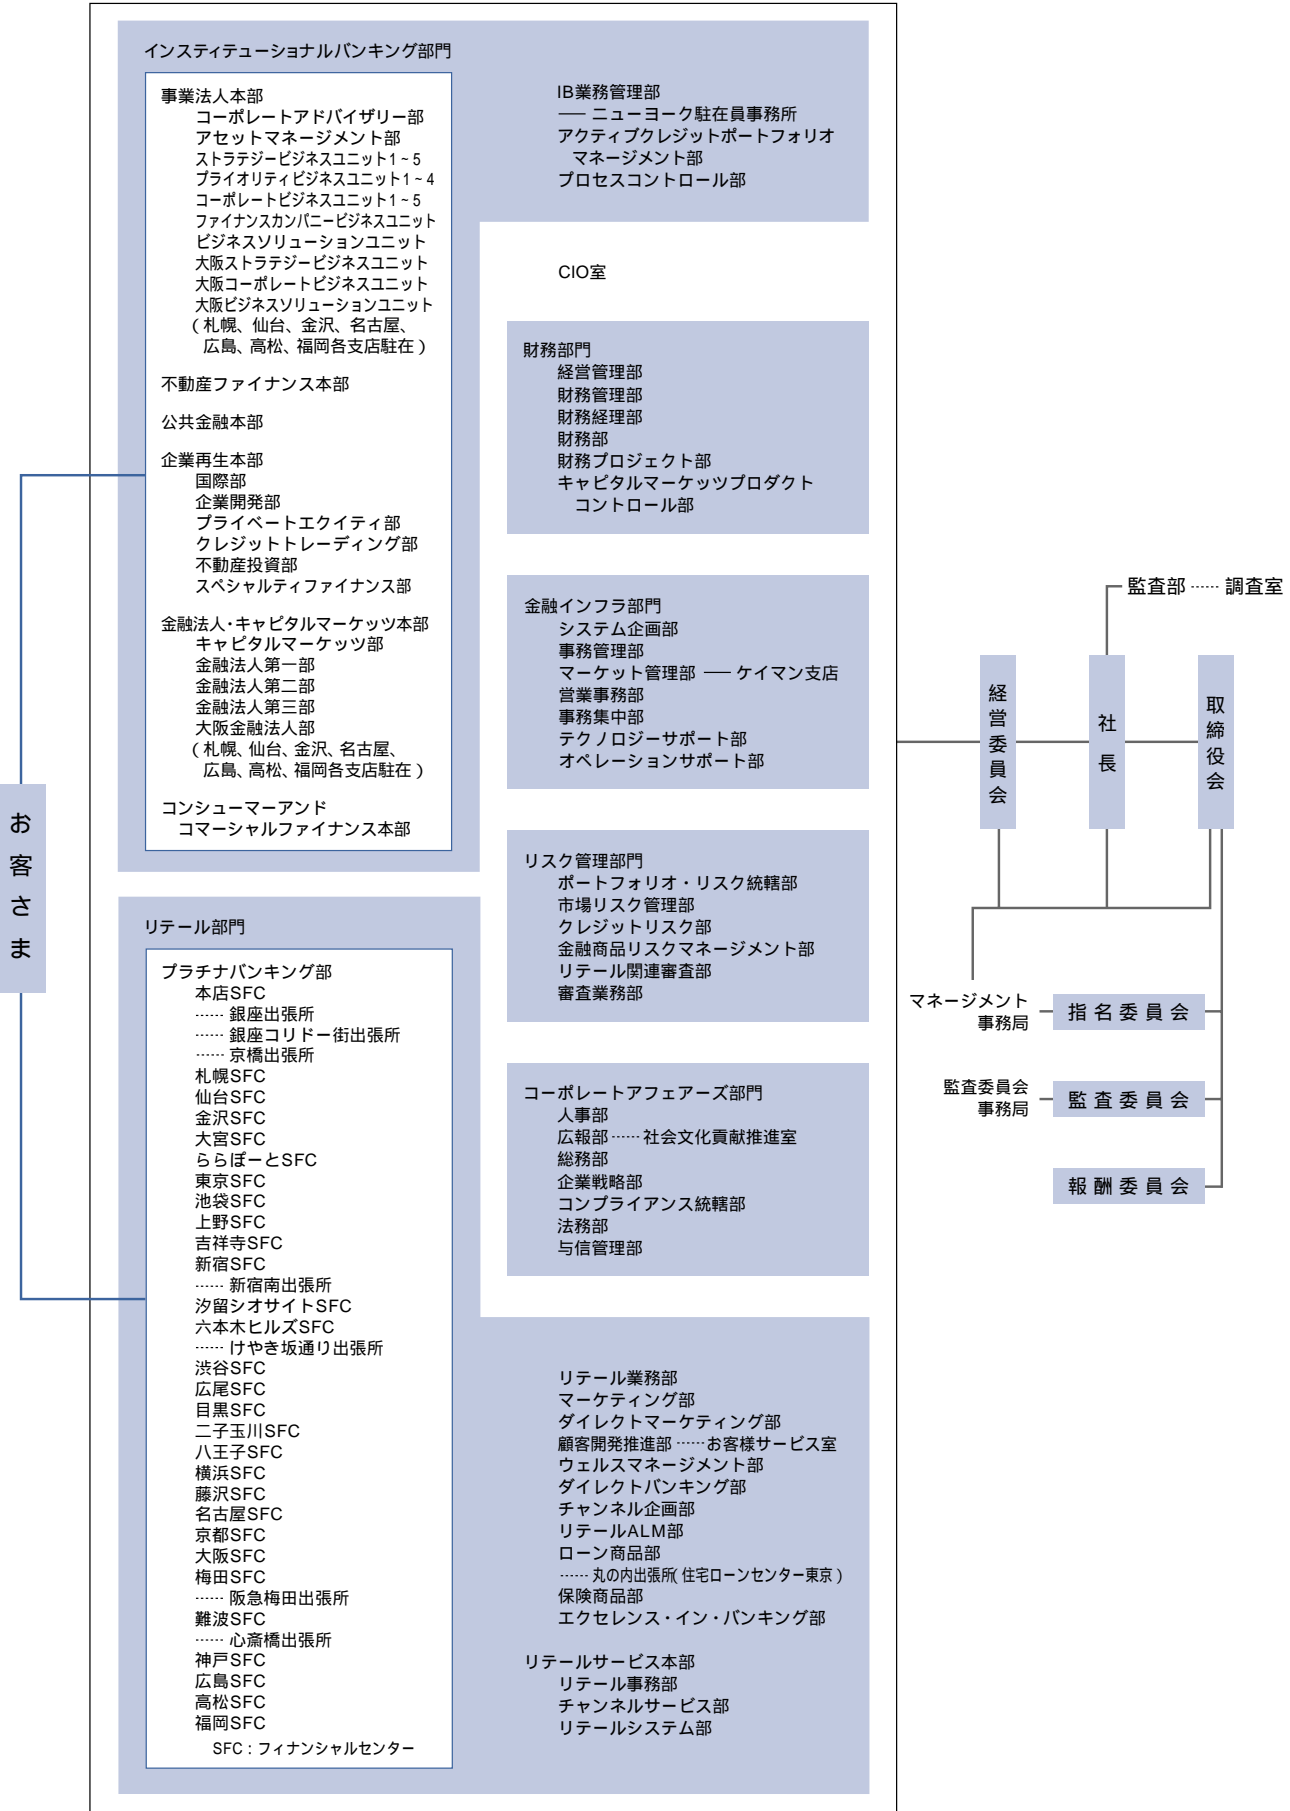 インスティテューショナルバンキング部門
事業法人本部
コーポレートアドバイザリー部
アセットマネージメント部
ストラテジービジネスユニット1~5
プライオリティビジネスユニット1~4
コーポレートビジネスユニット1~5
ファイナンスカンパニービジネスユニット
ビジネスソリューションユニット
大阪ストラテジービジネスユニット
大阪コーポレートビジネスユニット
大阪ビジネスソリューションユニット
(札幌、仙台、金沢、名古屋、
広島、高松、福岡各支店駐在)
不動産ファイナンス本部
公共金融本部
企業再生本部
国際部
企業開発部
プライベートエクイティ部
クレジットトレーディング部
不動産投資部
スペシャルティファイナンス部
金融法人・キャピタルマーケッツ本部
キャピタルマーケッツ部
金融法人第一部
金融法人第二部
金融法人第三部
大阪金融法人部
(札幌、仙台、金沢、名古屋、
広島、高松、福岡各支店駐在)
コンシューマーアンド
コマーシャルファイナンス本部
IB業務管理部
── ニューヨーク駐在員事務所
アクティブクレジットポートフォリオ
マネージメント部
プロセスコントロール部
CIO室
財務部門
経営管理部
財務管理部
財務経理部
財務部
財務プロジェクト部
キャピタルマーケッツプロダクト
コントロール部
金融インフラ部門
システム企画部
事務管理部
マーケット管理部 ── ケイマン支店
営業事務部
事務集中部
テクノロジーサポート部
オペレーションサポート部
リスク管理部門
ポートフォリオ・リスク統轄部
市場リスク管理部
クレジットリスク部
金融商品リスクマネージメント部
リテール関連審査部
審査業務部
コーポレートアフェアーズ部門
人事部
広報部 …… 社会文化貢献推進室
総務部
企業戦略部
コンプライアンス統轄部
法務部
与信管理部
リテール部門
プラチナバンキング部
本店SFC
…… 銀座出張所
…… 銀座コリドー街出張所
…… 京橋出張所
札幌SFC
仙台SFC
金沢SFC
大宮SFC
ららぽーとSFC
東京SFC
池袋SFC
上野SFC
吉祥寺SFC
新宿SFC
…… 新宿南出張所
汐留シオサイトSFC
六本木ヒルズSFC
…… けやき坂通り出張所
渋谷SFC
広尾SFC
目黒SFC
二子玉川SFC
八王子SFC
横浜SFC
藤沢SFC
名古屋SFC
京都SFC
大阪SFC
梅田SFC
…… 阪急梅田出張所
難波SFC
…… 心斎橋出張所
神戸SFC
広島SFC
高松SFC
福岡SFC
SFC:フィナンシャルセンター
リテール業務部
マーケティング部
ダイレクトマーケティング部
顧客開発推進部 …… お客様サービス室
ウェルスマネージメント部
ダイレクトバンキング部
チャンネル企画部
リテールALM部
ローン商品部
…… 丸の内出張所(住宅ローンセンター東京)
保険商品部
エクセレンス・イン・バンキング部
リテールサービス本部
リテール事務部
チャンネルサービス部
リテールシステム部
お客さま
監査部 …… 調査室
経営委員会
社長
取締役会
マネージメント
事務局
指名委員会
監査委員会
事務局
監査委員会
報酬委員会